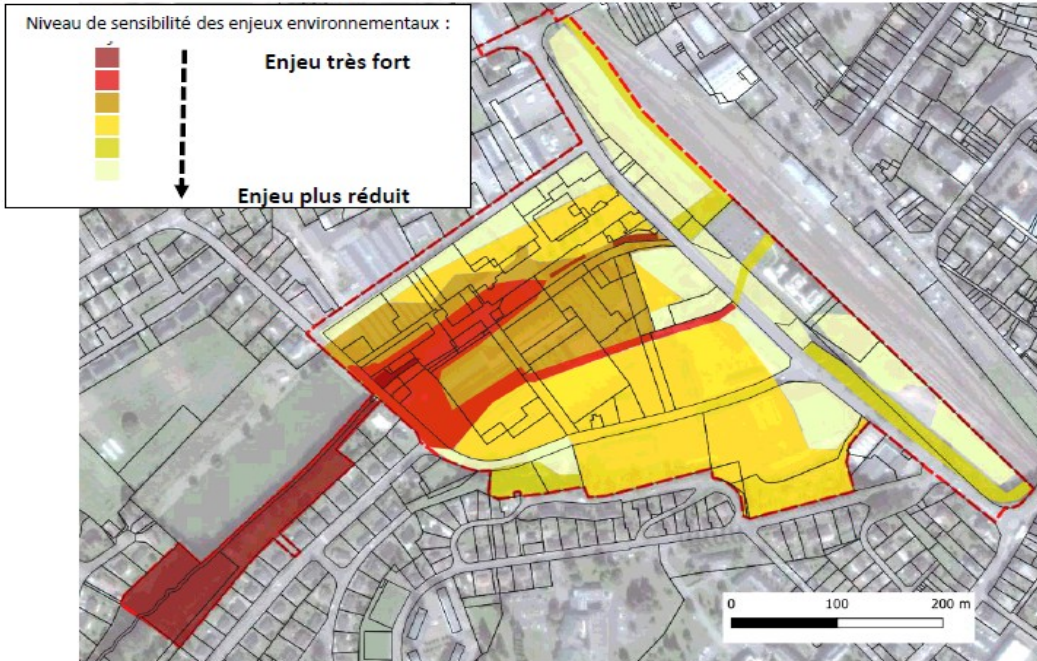 Niveau de sensibilité des enjeux environnementaux :
Enjeu très fort
Enjeu plus réduit
0 100 200 m